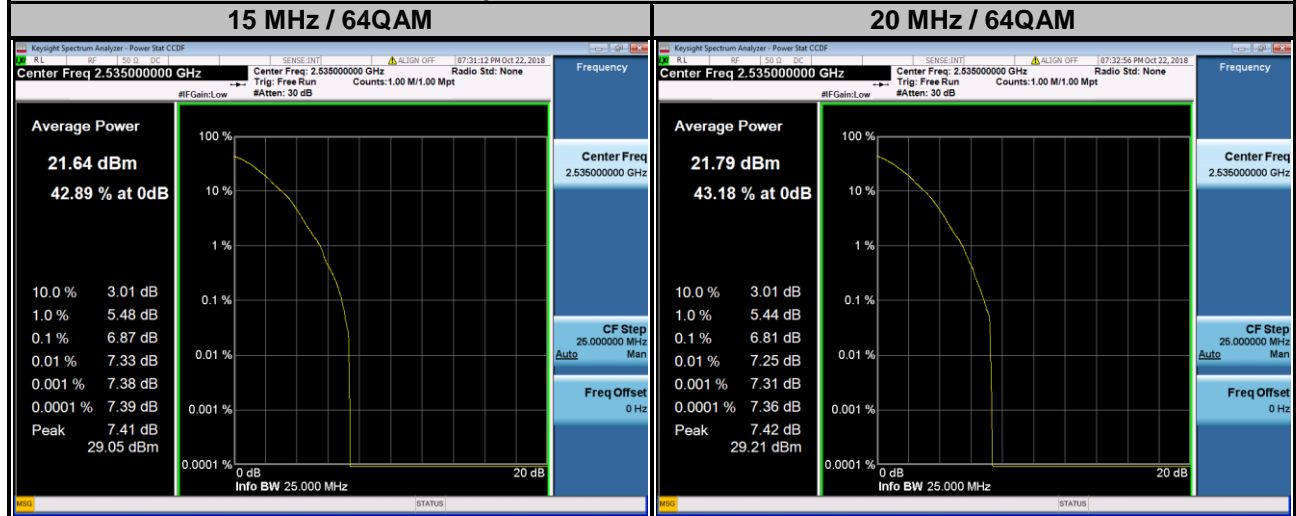 15 MHz / 64QAM
Keysight Spectrum Analyzer - Power Stat CCDF
RL RF 50 Ω DC SENSE:INT ALIGN OFF 07:31:12 PM Oct 22, 2018
Center Freq 2.535000000 GHz
Center Freq: 2.535000000 GHz Radio Std: None
Trig: Free Run Counts:1.00 M/1.00 Mpt
#IFGain:Low #Atten: 30 dB
Frequency
Average Power
21.64 dBm
42.89 % at 0dB
10.0 % 3.01 dB
1.0 % 5.48 dB
0.1 % 6.87 dB
0.01 % 7.33 dB
0.001 % 7.38 dB
0.0001 % 7.39 dB
Peak 7.41 dB
29.05 dBm
100 %
10 %
1 %
0.1 %
0.01 %
0.001 %
0.0001 %
0 dB 20 dB
Info BW 25.000 MHz
Center Freq
2.535000000 GHz
CF Step
25.000000 MHz
Auto Man
Freq Offset
0 Hz
MSG STATUS
20 MHz / 64QAM
Keysight Spectrum Analyzer - Power Stat CCDF
RL RF 50 Ω DC SENSE:INT ALIGN OFF 07:32:56 PM Oct 22, 2018
Center Freq 2.535000000 GHz
Center Freq: 2.535000000 GHz Radio Std: None
Trig: Free Run Counts:1.00 M/1.00 Mpt
#IFGain:Low #Atten: 30 dB
Frequency
Average Power
21.79 dBm
43.18 % at 0dB
10.0 % 3.01 dB
1.0 % 5.44 dB
0.1 % 6.81 dB
0.01 % 7.25 dB
0.001 % 7.31 dB
0.0001 % 7.36 dB
Peak 7.42 dB
29.21 dBm
100 %
10 %
1 %
0.1 %
0.01 %
0.001 %
0.0001 %
0 dB 20 dB
Info BW 25.000 MHz
Center Freq
2.535000000 GHz
CF Step
25.000000 MHz
Auto Man
Freq Offset
0 Hz
MSG STATUS